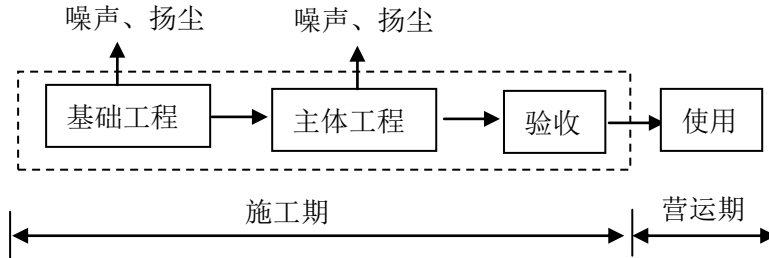 噪声、扬尘
噪声、扬尘
基础工程
主体工程
验收
使用
施工期
营运期